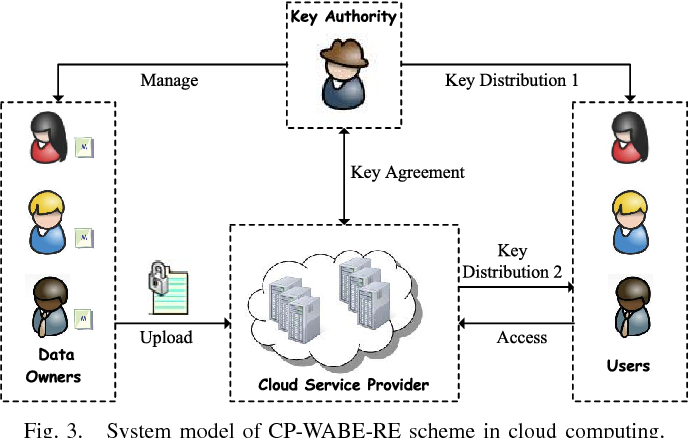 Key Authority
Manage
Key Distribution 1
Key Agreement
Key
Distribution 2
Upload
Access
Data
Owners
Cloud Service Provider
Users
Fig. 3. System model of CP-WABE-RE scheme in cloud computing.